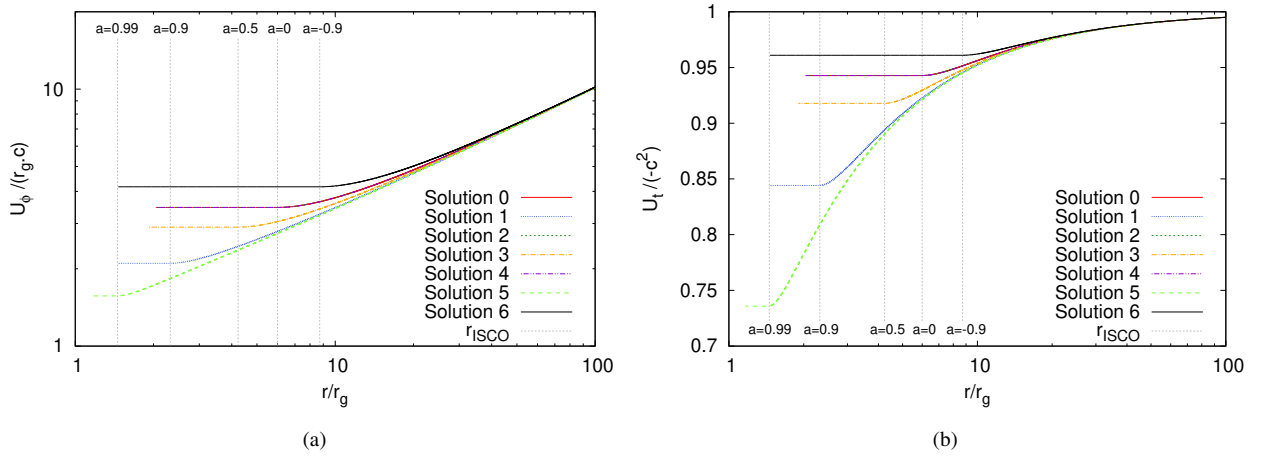 a=0.99 a=0.9 a=0.5 a=0 a=-0.9
10
1
U_ϕ /(r_g.c)
Solution 0
Solution 1
Solution 2
Solution 3
Solution 4
Solution 5
Solution 6
r_ISCO
1 10 100
r/r_g
(a)
1
0.95
0.9
0.85
0.8
0.75
0.7
U_t /(-c²)
Solution 0
Solution 1
Solution 2
Solution 3
Solution 4
Solution 5
Solution 6
r_ISCO
a=0.99 a=0.9 a=0.5 a=0 a=-0.9
1 10 100
r/r_g
(b)